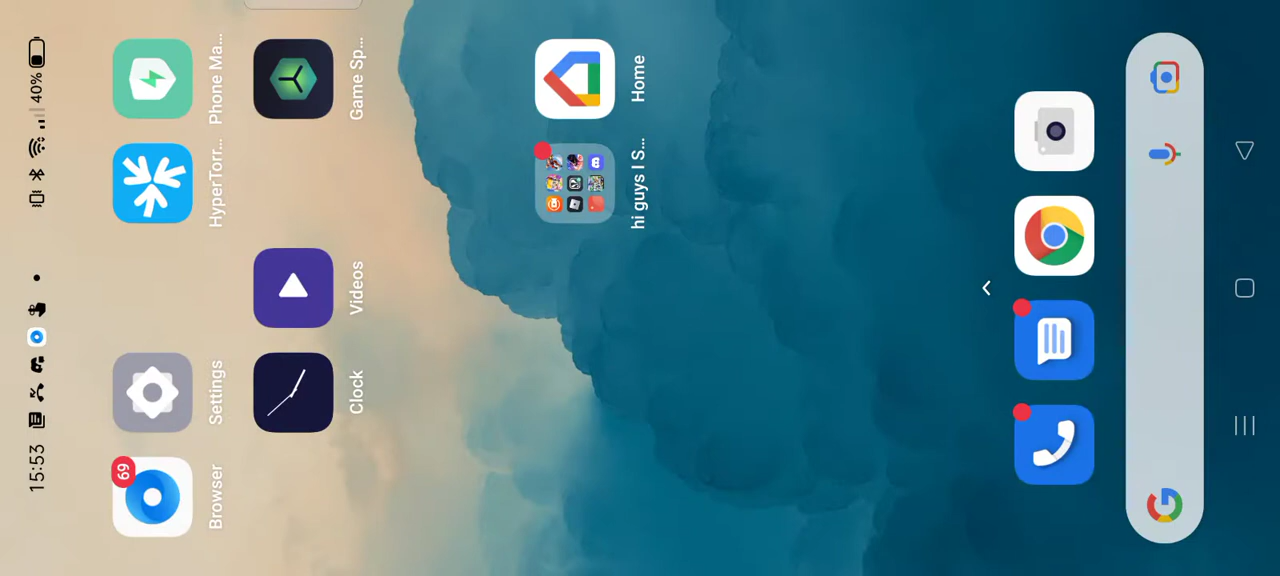 15:53
40%
Browser
69
Settings
HyperTorr...
Phone Ma...
Clock
Videos
Game Sp...
hi guys I S...
Home